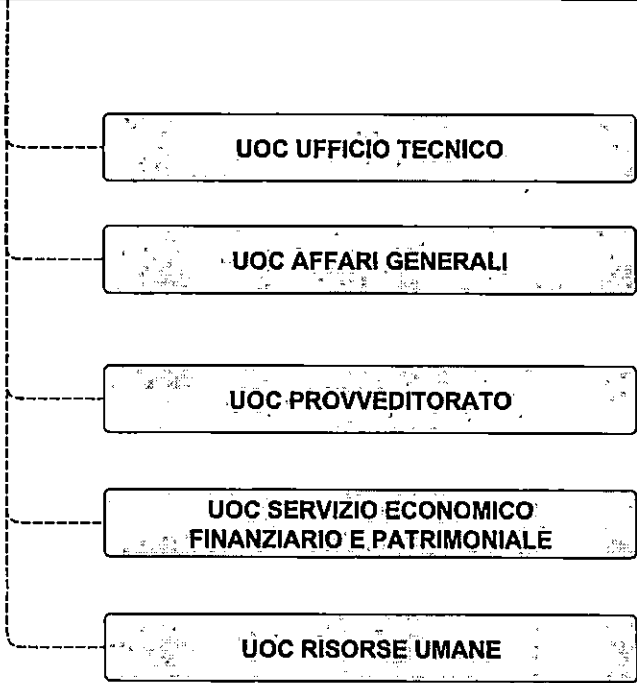 UOC UFFICIO TECNICO
UOC AFFARI GENERALI
UOC PROVVEDITORATO
UOC SERVIZIO ECONOMICO
FINANZIARIO E PATRIMONIALE
UOC RISORSE UMANE